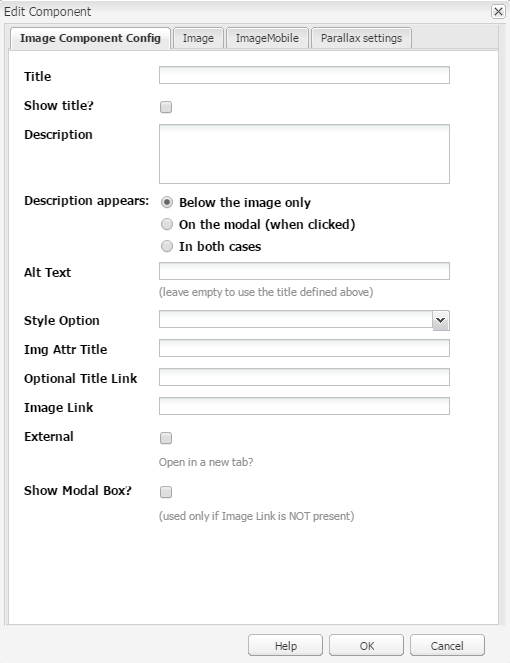 Edit Component
Image Component Config Image ImageMobile Parallax settings
Title
Show title?
Description
Description appears: Below the image only
On the modal (when clicked)
In both cases
Alt Text
(leave empty to use the title defined above)
Style Option
Img Attr Title
Optional Title Link
Image Link
External
Open in a new tab?
Show Modal Box?
(used only if Image Link is NOT present)
Help OK Cancel